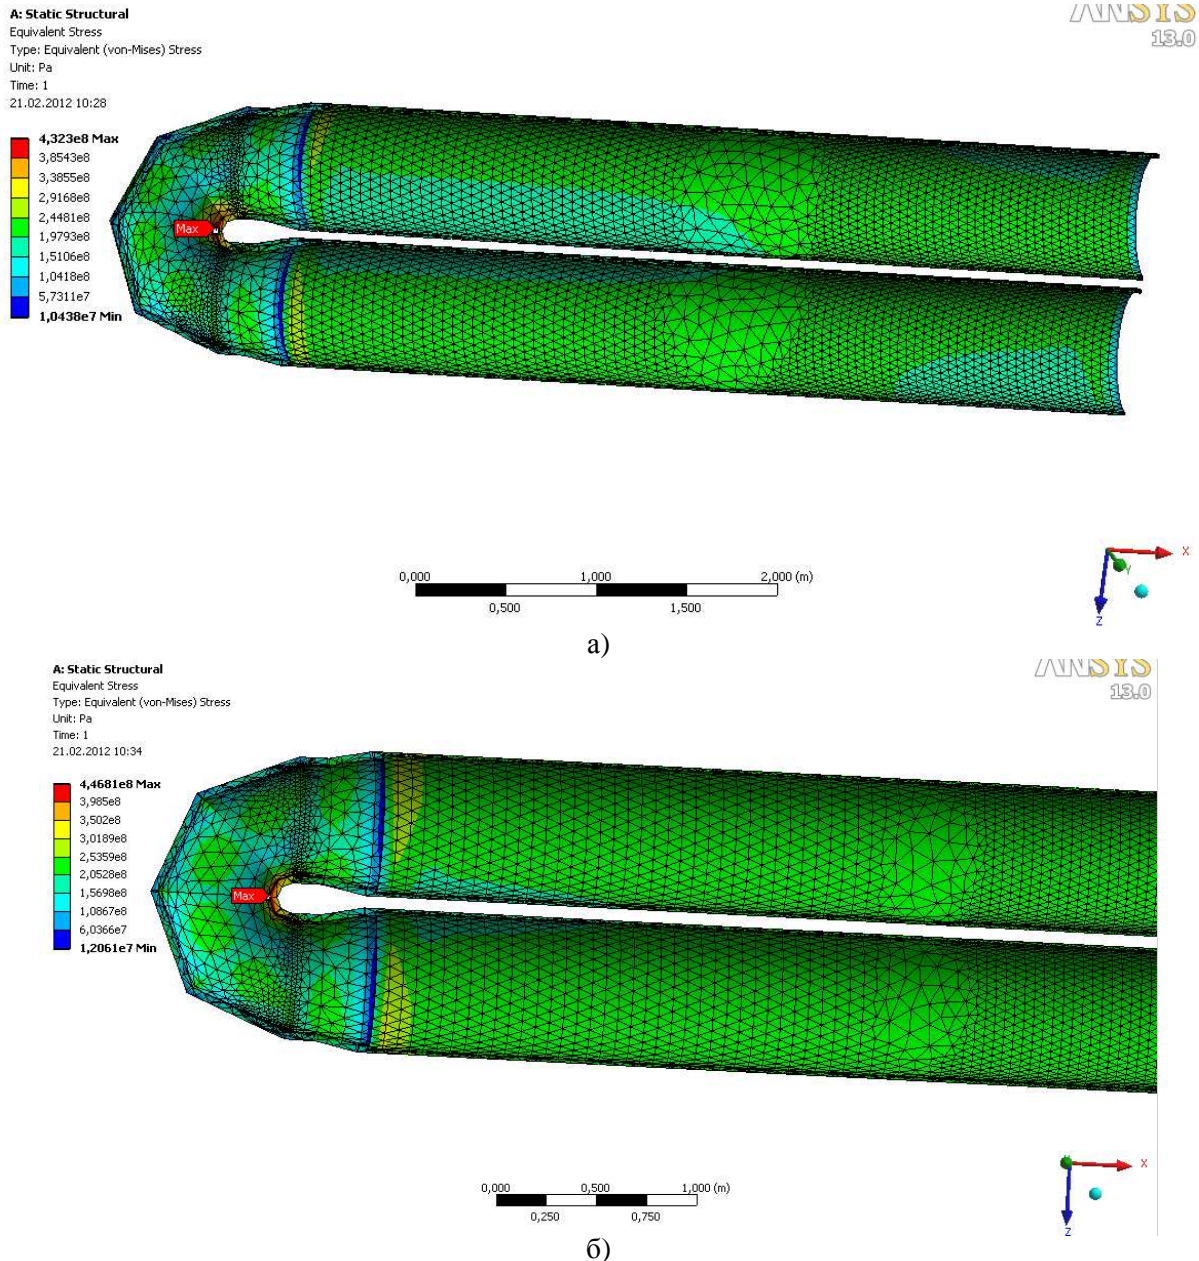 A: Static Structural
Equivalent Stress
Type: Equivalent (von-Mises) Stress
Unit: Pa
Time: 1
21.02.2012 10:28
ANSYS
13.0
4,323e8 Max
3,8543e8
3,3855e8
2,9168e8
2,4481e8
1,9793e8
1,5106e8
1,0418e8
5,7311e7
1,0438e7 Min
Max
0,000 1,000 2,000 (m)
0,500 1,500
X
Y
Z
а)
A: Static Structural
Equivalent Stress
Type: Equivalent (von-Mises) Stress
Unit: Pa
Time: 1
21.02.2012 10:34
ANSYS
13.0
4,4681e8 Max
3,985e8
3,502e8
3,0189e8
2,5359e8
2,0528e8
1,5698e8
1,0867e8
6,0366e7
1,2061e7 Min
Max
0,000 0,500 1,000 (m)
0,250 0,750
X
Z
б)